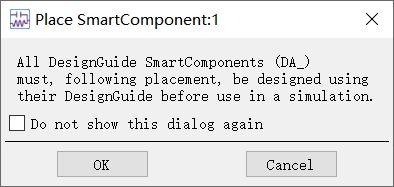 Place SmartComponent:1
All DesignGuide SmartComponents (DA_)
must, following placement, be designed using
their DesignGuide before use in a simulation.
Do not show this dialog again
OK
Cancel